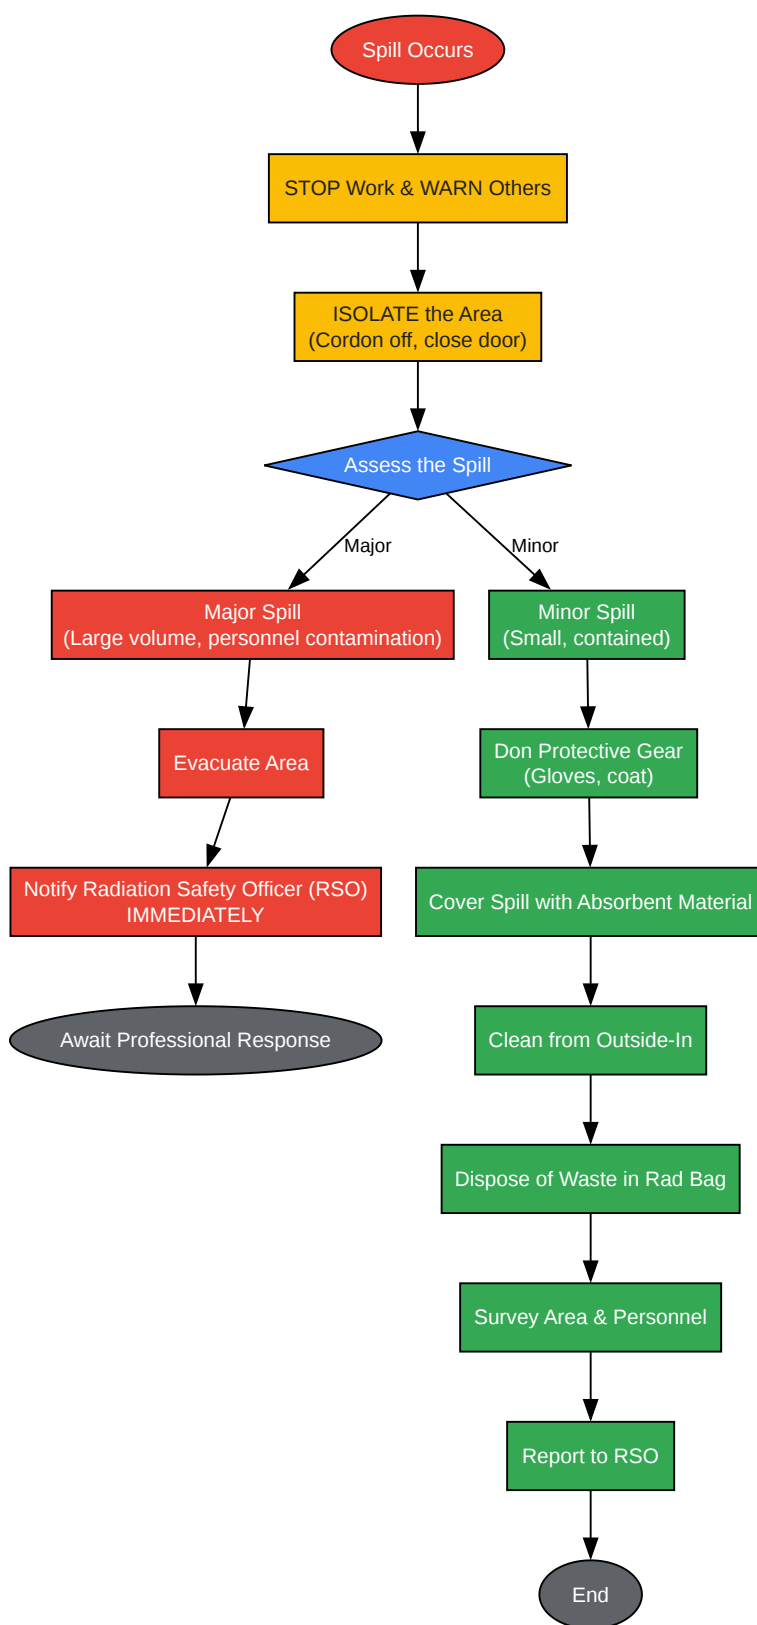 Spill Occurs
STOP Work & WARN Others
ISOLATE the Area
(Cordon off, close door)
Assess the Spill
Major
Minor
Major Spill
(Large volume, personnel contamination)
Minor Spill
(Small, contained)
Evacuate Area
Don Protective Gear
(Gloves, coat)
Notify Radiation Safety Officer (RSO)
IMMEDIATELY
Cover Spill with Absorbent Material
Await Professional Response
Clean from Outside-In
Dispose of Waste in Rad Bag
Survey Area & Personnel
Report to RSO
End